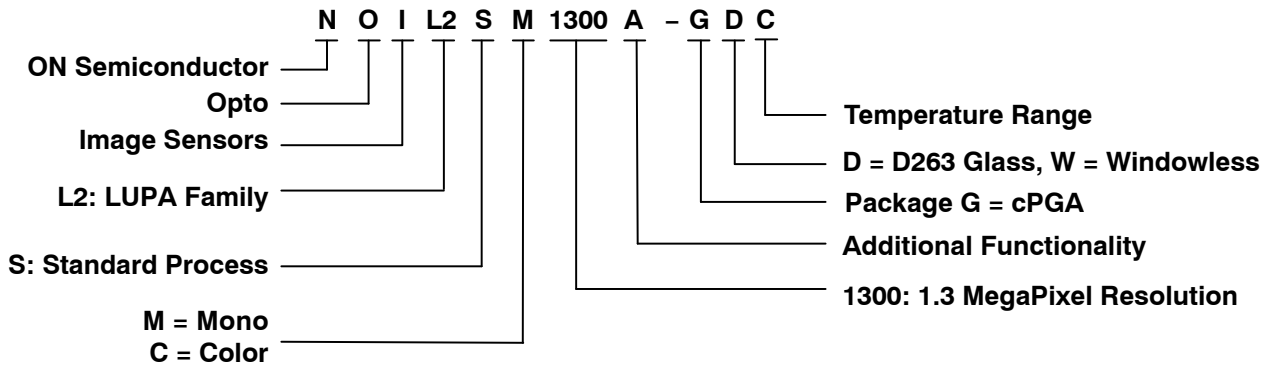 N O I L2 S M 1300 A – G D C
ON Semiconductor
Opto
Image Sensors
L2: LUPA Family
S: Standard Process
M = Mono
C = Color
Temperature Range
D = D263 Glass, W = Windowless
Package G = cPGA
Additional Functionality
1300: 1.3 MegaPixel Resolution